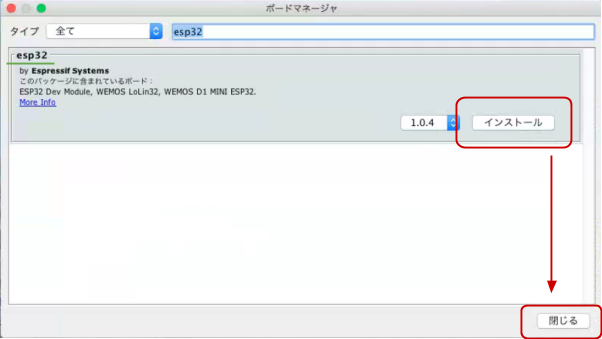 ボードマネージャ
タイプ 全て esp32
esp32
by Espressif Systems
このパッケージに含まれているボード：
ESP32 Dev Module, WEMOS LoLin32, WEMOS D1 MINI ESP32.
More Info
1.0.4 インストール
閉じる